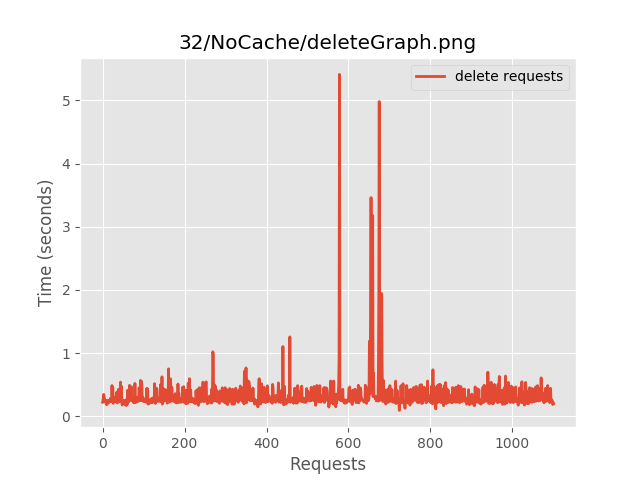 32/NoCache/deleteGraph.png
delete requests
5
4
3
2
1
0
Time (seconds)
0 200 400 600 800 1000
Requests